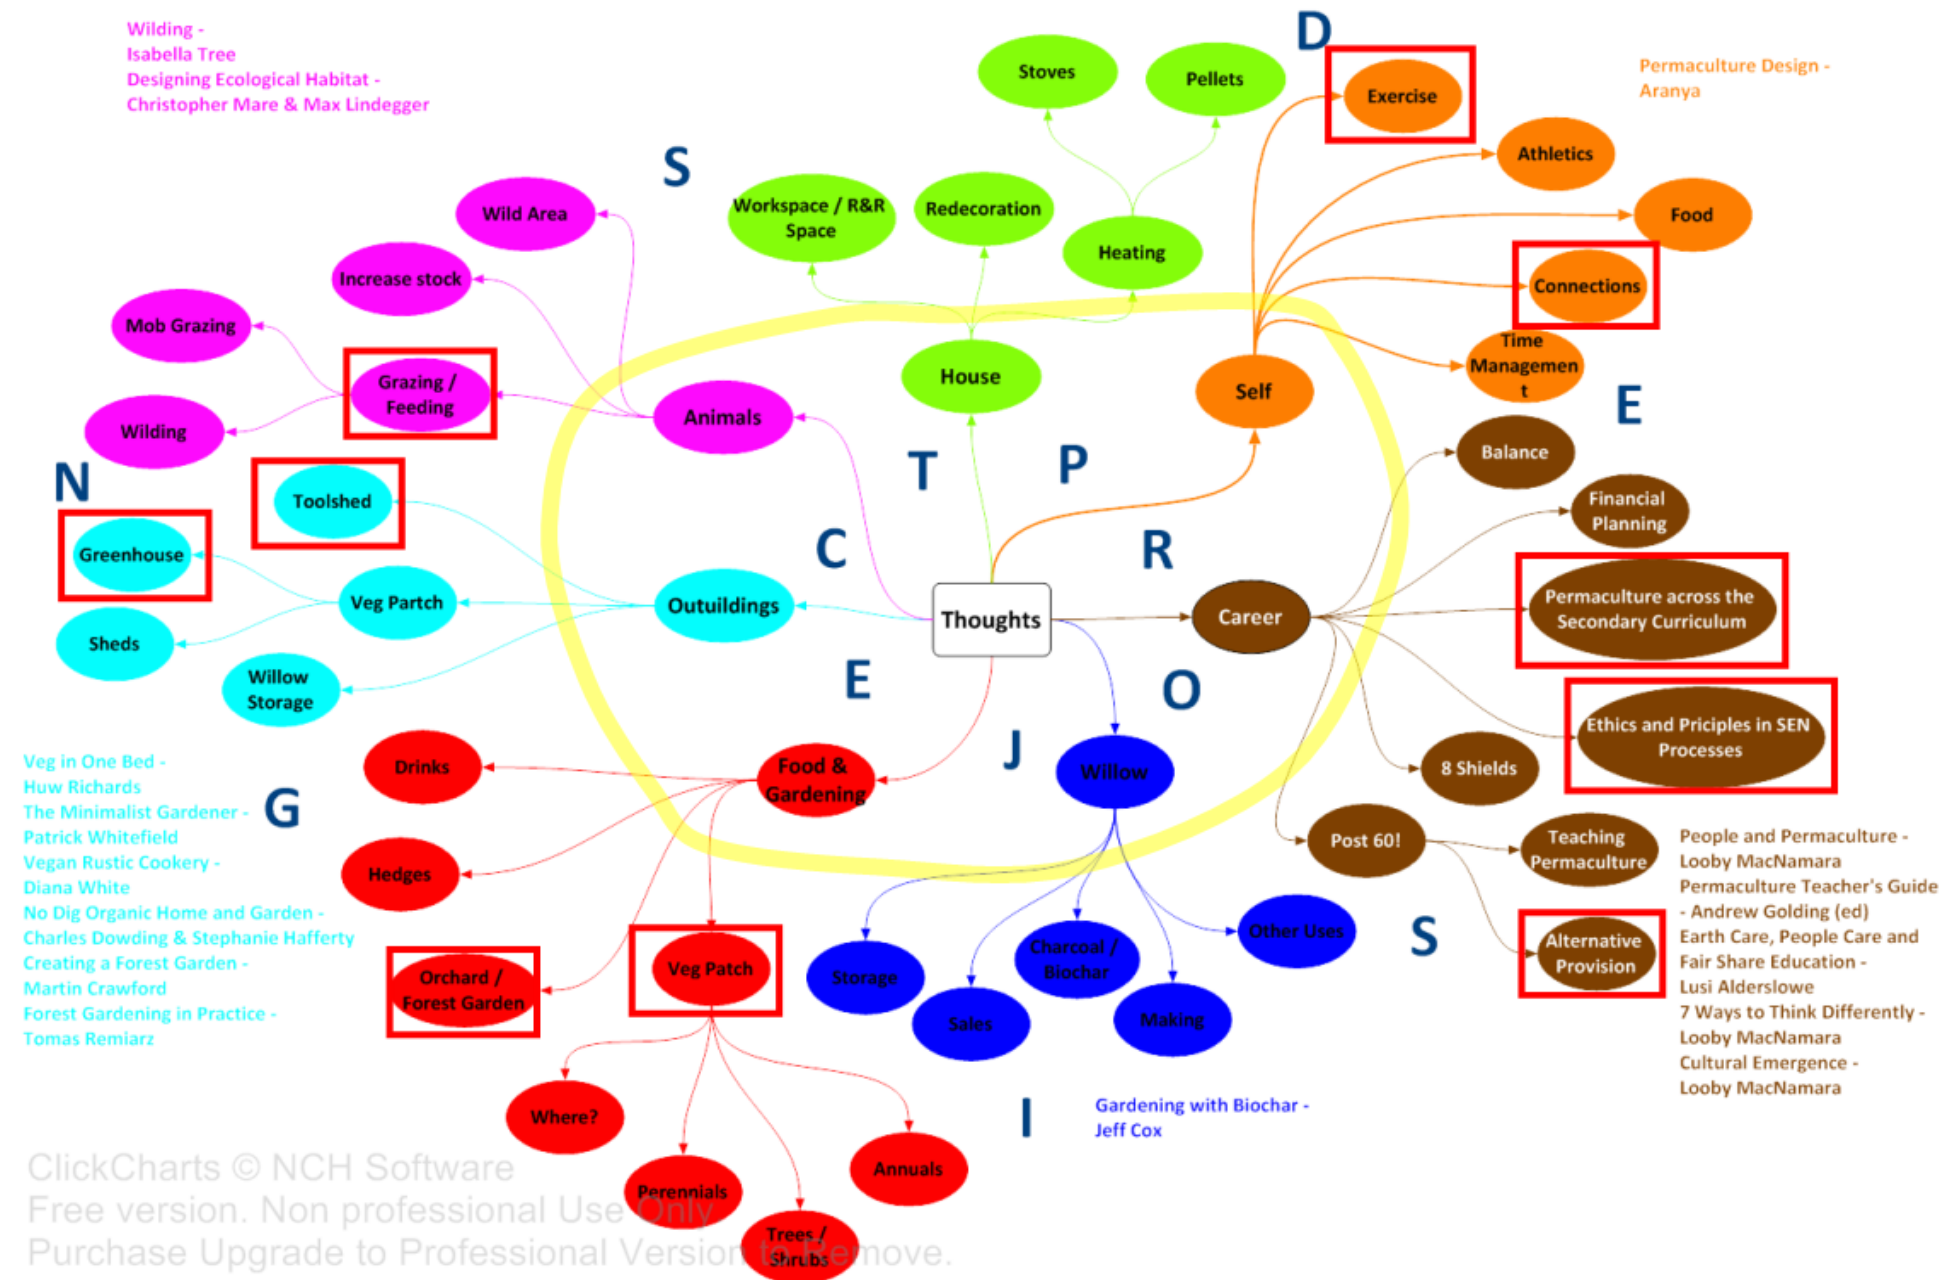 Wilding -
Isabella Tree
Designing Ecological Habitat -
Christopher Mare & Max Lindegger
D
Permaculture Design -
Aranya
Stoves
Pellets
Exercise
Athletics
S
Wild Area
Workspace / R&R
Space
Redecoration
Heating
Food
Increase stock
Connections
Mob Grazing
Time
Managemen
t
Grazing /
Feeding
House
Self
E
Wilding
Animals
T
P
Balance
N
Toolshed
Financial
Planning
Greenhouse
C
R
Veg Partch
Outuildings
Thoughts
Career
Permaculture across the
Secondary Curriculum
Sheds
Willow
Storage
E
O
Ethics and Priciples in SEN
Processes
J
Drinks
Food &
Gardening
Willow
8 Shields
Veg in One Bed -
Huw Richards
The Minimalist Gardener -
Patrick Whitefield
Vegan Rustic Cookery -
Diana White
No Dig Organic Home and Garden -
Charles Dowding & Stephanie Hafferty
Creating a Forest Garden -
Martin Crawford
Forest Gardening in Practice -
Tomas Remiarz
G
Hedges
Post 60!
Teaching
Permaculture
People and Permaculture -
Looby MacNamara
Permaculture Teacher's Guide
- Andrew Golding (ed)
Earth Care, People Care and
Fair Share Education -
Lusi Alderslowe
7 Ways to Think Differently -
Looby MacNamara
Cultural Emergence -
Looby MacNamara
Orchard /
Forest Garden
Veg Patch
Storage
Sales
Charcoal /
Biochar
Making
Other Uses
S
Alternative
Provision
Where?
Perennials
Trees /
Shrubs
Annuals
I
Gardening with Biochar -
Jeff Cox
ClickCharts © NCH Software
Free version. Non professional Use Only
Purchase Upgrade to Professional Version to Remove.